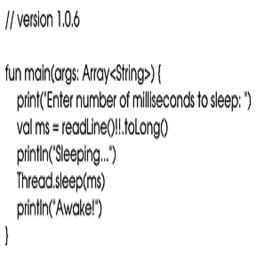 // version 1.0.6

fun main(args: Array<String>) {
    print("Enter number of milliseconds to sleep: ")
    val ms = readLine()!!.toLong()
    println("Sleeping...")
    Thread.sleep(ms)
    println("Awake!")
}